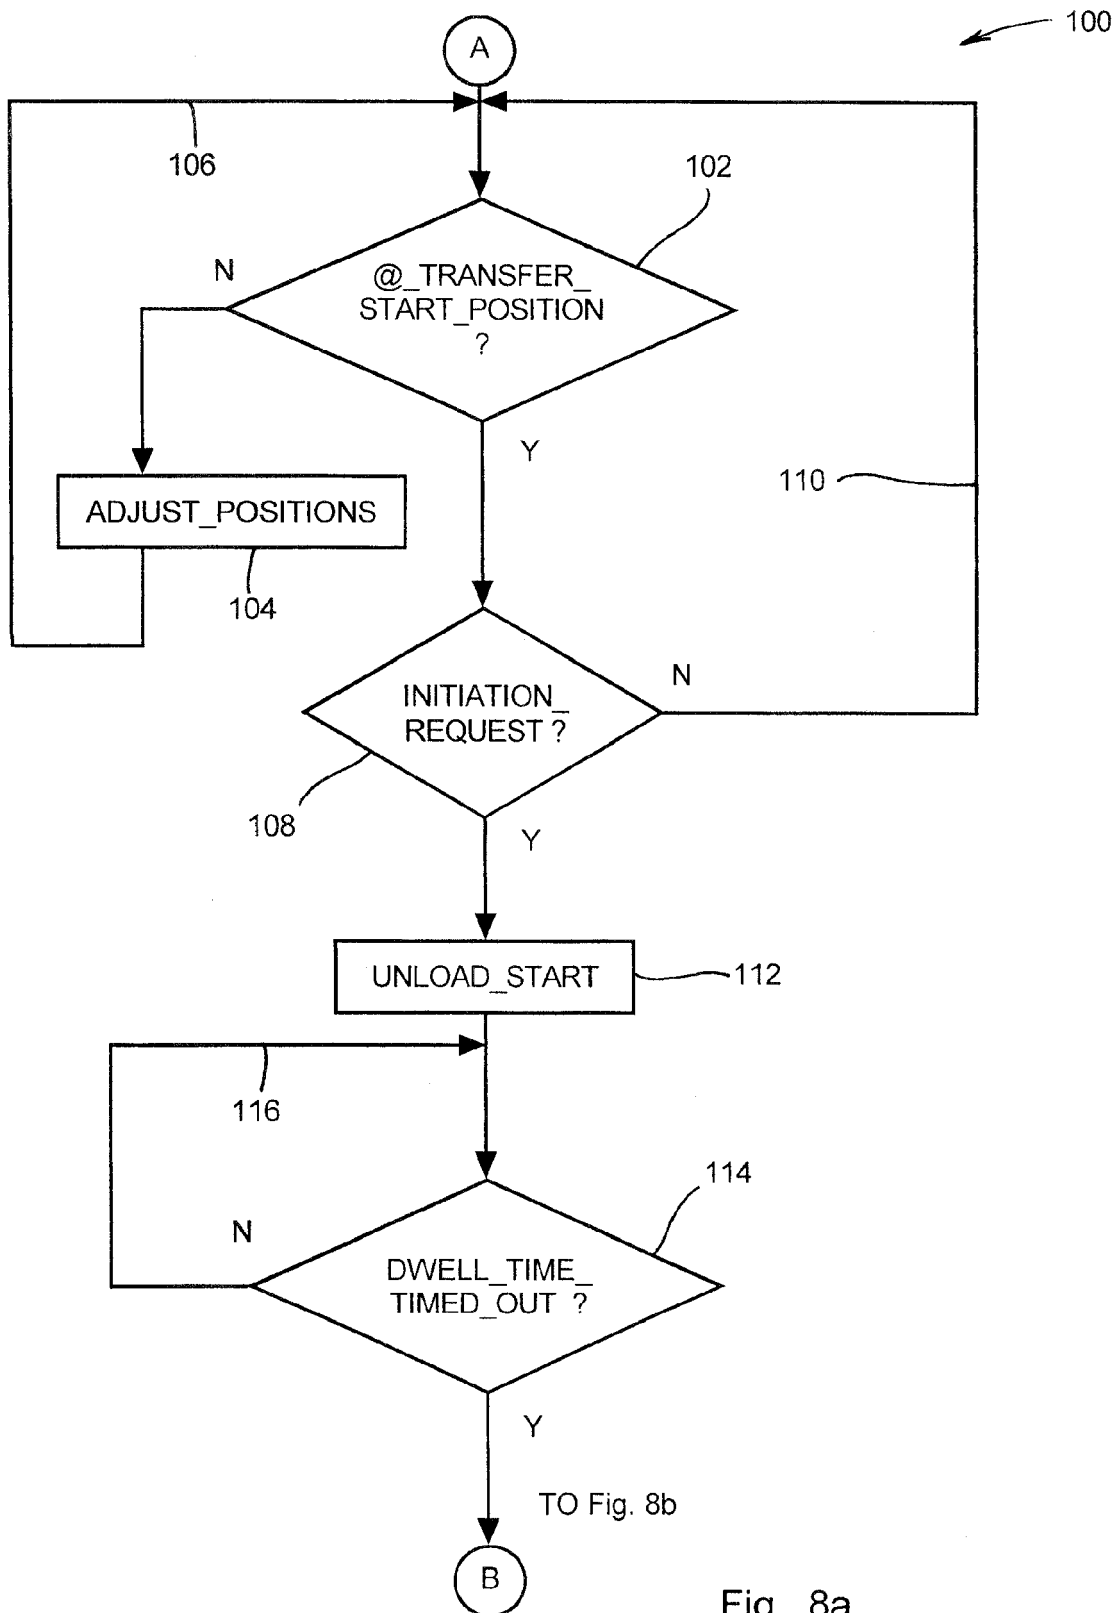 100
A
106
102
N
@_TRANSFER_
START_POSITION
?
Y
110
ADJUST_POSITIONS
104
N
INITIATION_
REQUEST ?
108
Y
UNLOAD_START
112
116
114
N
DWELL_TIME_
TIMED_OUT ?
Y
TO Fig. 8b
B
Fig. 8a